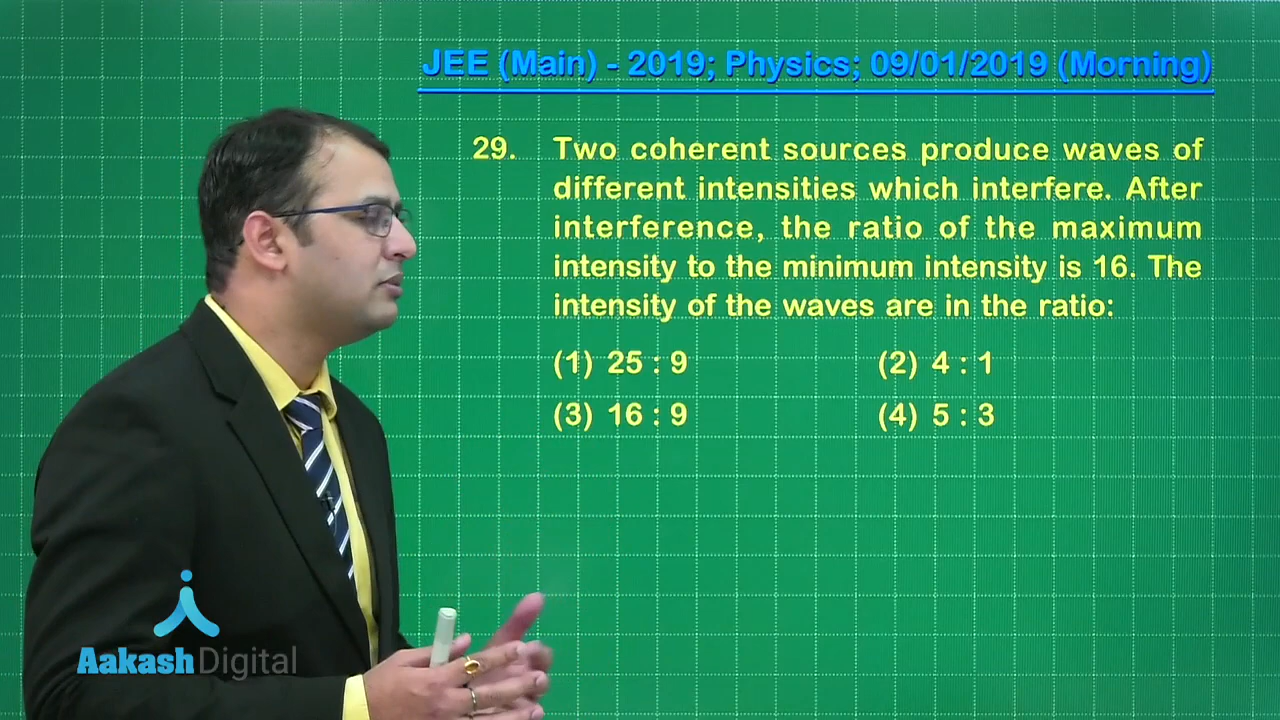 JEE (Main) - 2019; Physics; 09/01/2019 (Morning)
29. Two coherent sources produce waves of
different intensities which interfere. After
interference, the ratio of the maximum
intensity to the minimum intensity is 16. The
intensity of the waves are in the ratio:
(1) 25 : 9 (2) 4 : 1
(3) 16 : 9 (4) 5 : 3
Aakash Digital